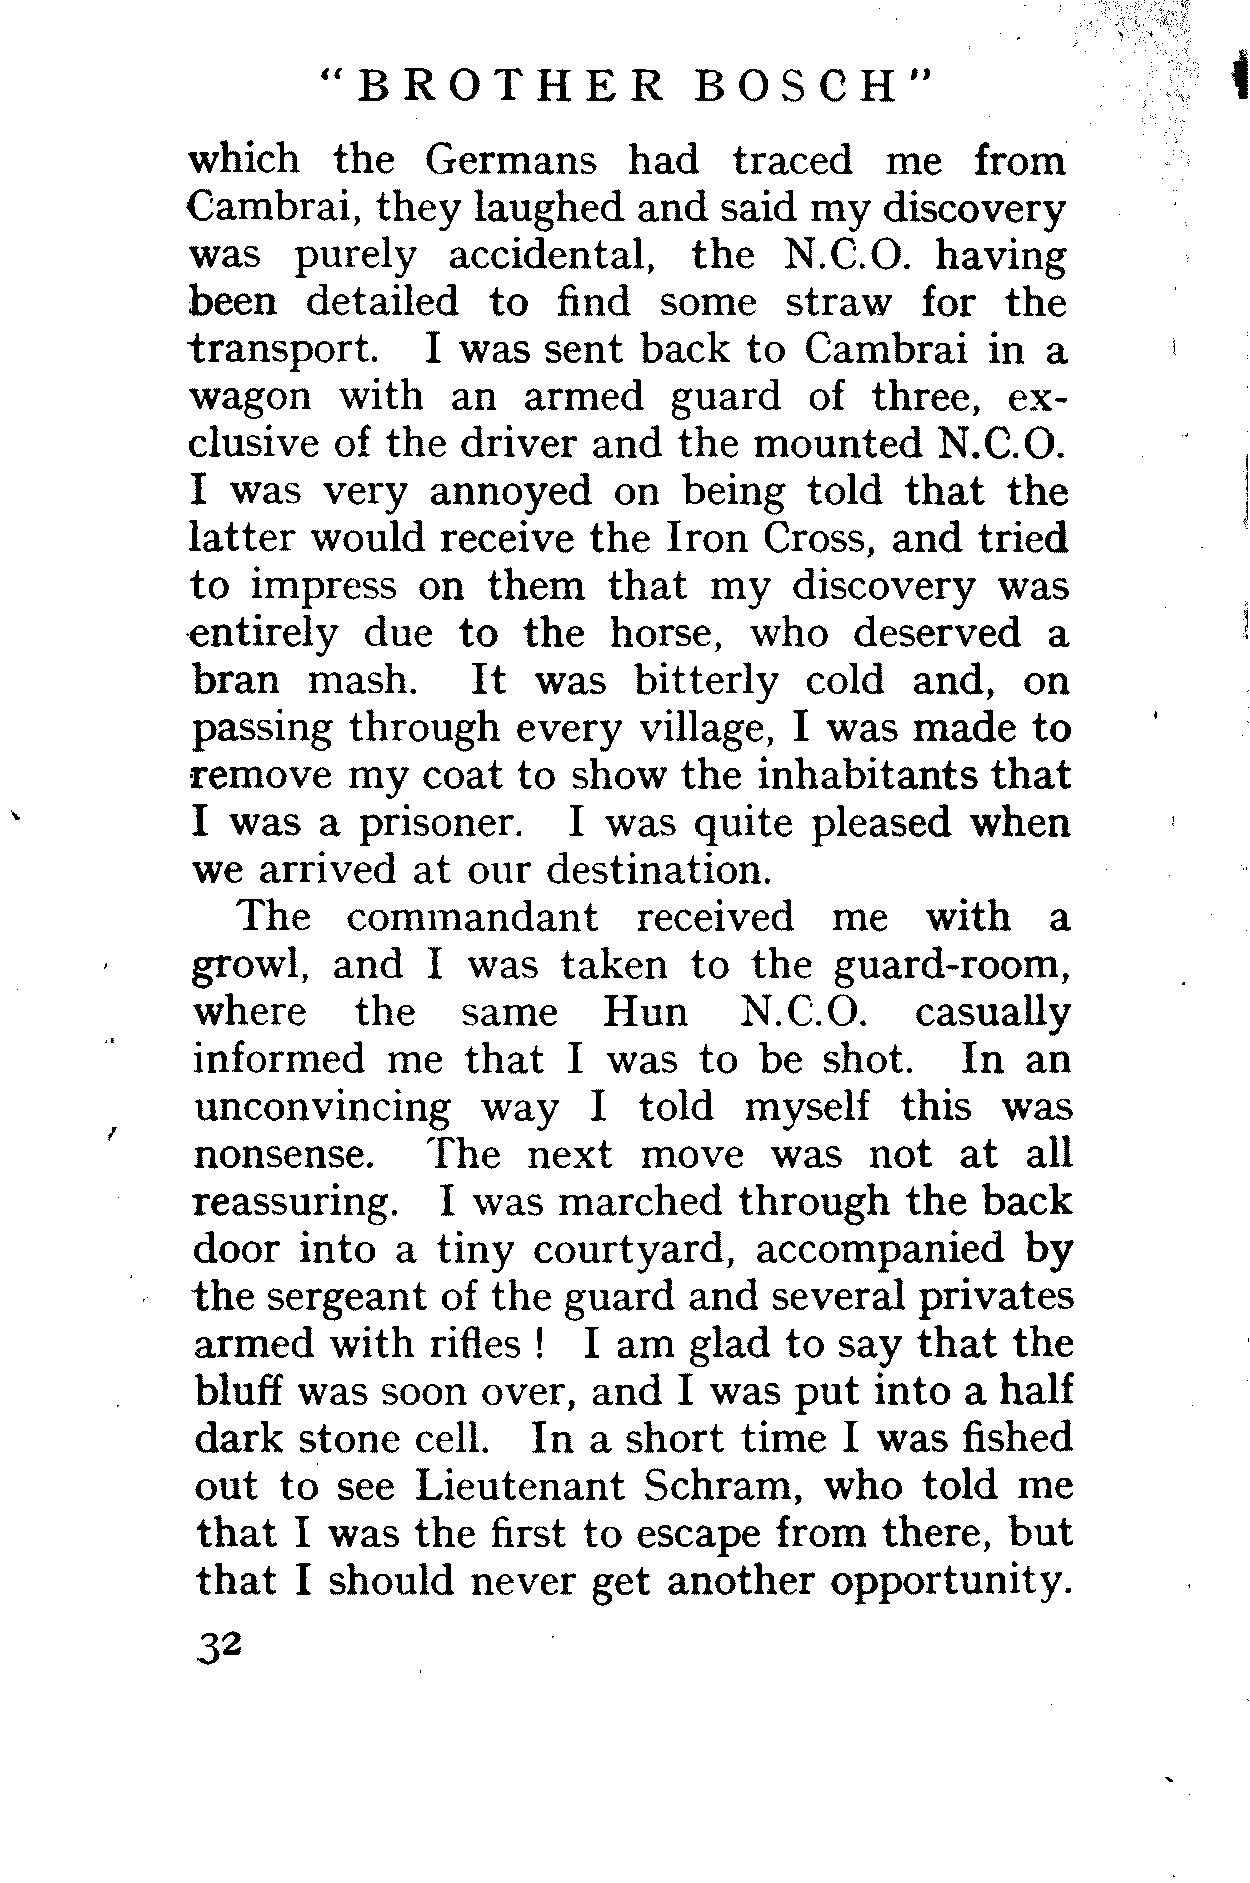 "BROTHER BOSCH"
which the Germans had traced me from
Cambrai, they laughed and said my discovery
was purely accidental, the N.C.O. having
been detailed to find some straw for the
transport. I was sent back to Cambrai in a
wagon with an armed guard of three, ex-
clusive of the driver and the mounted N.C.O.
I was very annoyed on being told that the
latter would receive the Iron Cross, and tried
to impress on them that my discovery was
entirely due to the horse, who deserved a
bran mash. It was bitterly cold and, on
passing through every village, I was made to
remove my coat to show the inhabitants that
I was a prisoner. I was quite pleased when
we arrived at our destination.
The commandant received me with a
growl, and I was taken to the guard-room,
where the same Hun N.C.O. casually
informed me that I was to be shot. In an
unconvincing way I told myself this was
nonsense. The next move was not at all
reassuring. I was marched through the back
door into a tiny courtyard, accompanied by
the sergeant of the guard and several privates
armed with rifles ! I am glad to say that the
bluff was soon over, and I was put into a half
dark stone cell. In a short time I was fished
out to see Lieutenant Schram, who told me
that I was the first to escape from there, but
that I should never get another opportunity.
32